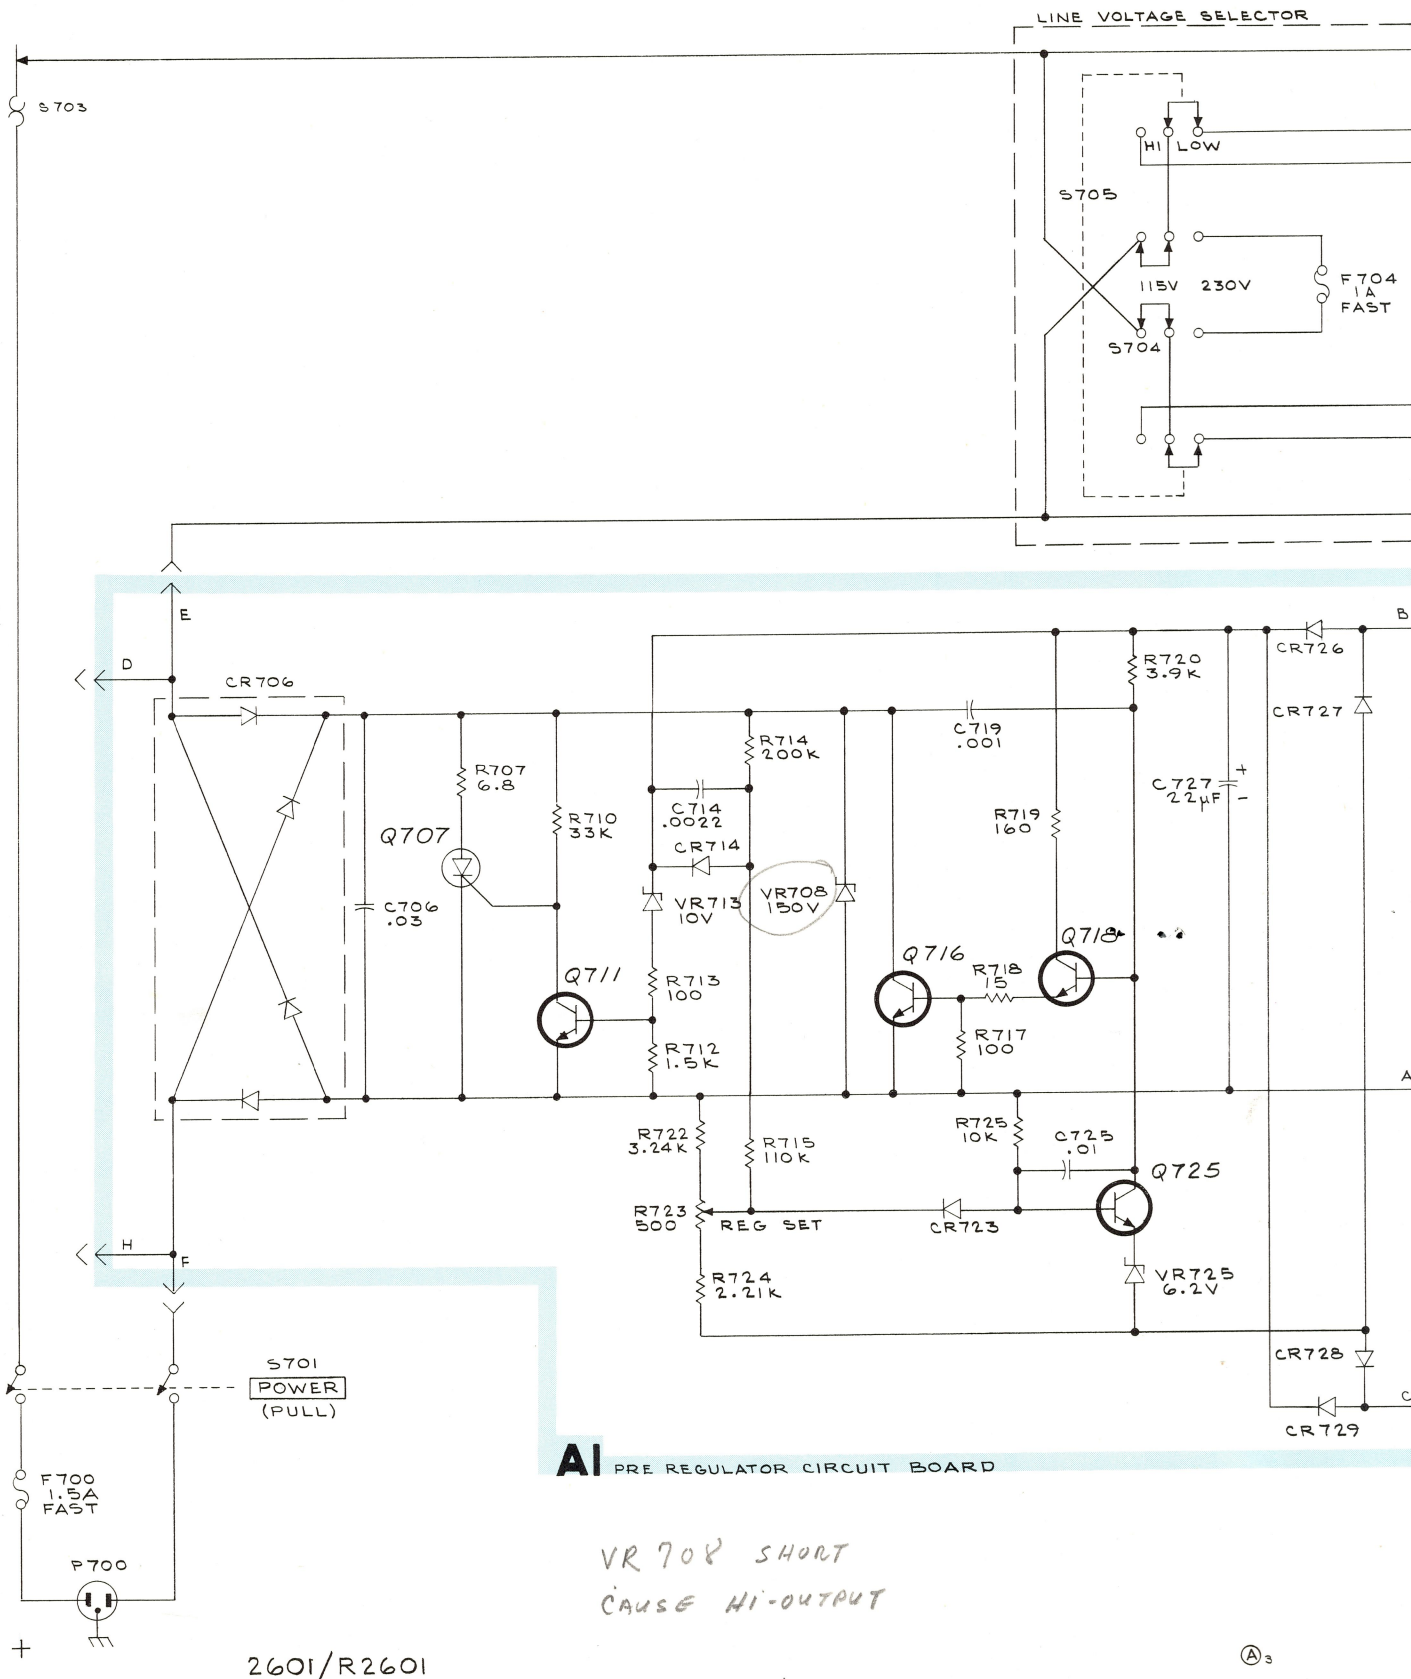 LINE VOLTAGE SELECTOR
S703
HI LOW
S705
115V 230V
F704
1A
FAST
S704
E
B
D
CR726
R720
3.9K
CR706
CR727
C719
.001
R714
200K
R707
6.8
C727
22µF
+
-
C714
.0022
R710
33K
R719
160
Q707
CR714
VR713
10V
VR708
150V
C706
.03
Q718
Q716
Q711
R713
100
R718
15
R712
1.5K
R717
100
A
R722
3.24K
R715
110K
R725
10K
C725
.01
Q725
R723
500
REG SET
CR723
H
F
R724
2.21K
VR725
6.2V
S701
POWER
(PULL)
CR728
C
CR729
A1 PRE REGULATOR CIRCUIT BOARD
F700
1.5A
FAST
P700
VR 708 SHORT
CAUSE HI-OUTPUT
+
2601/R2601
A 3